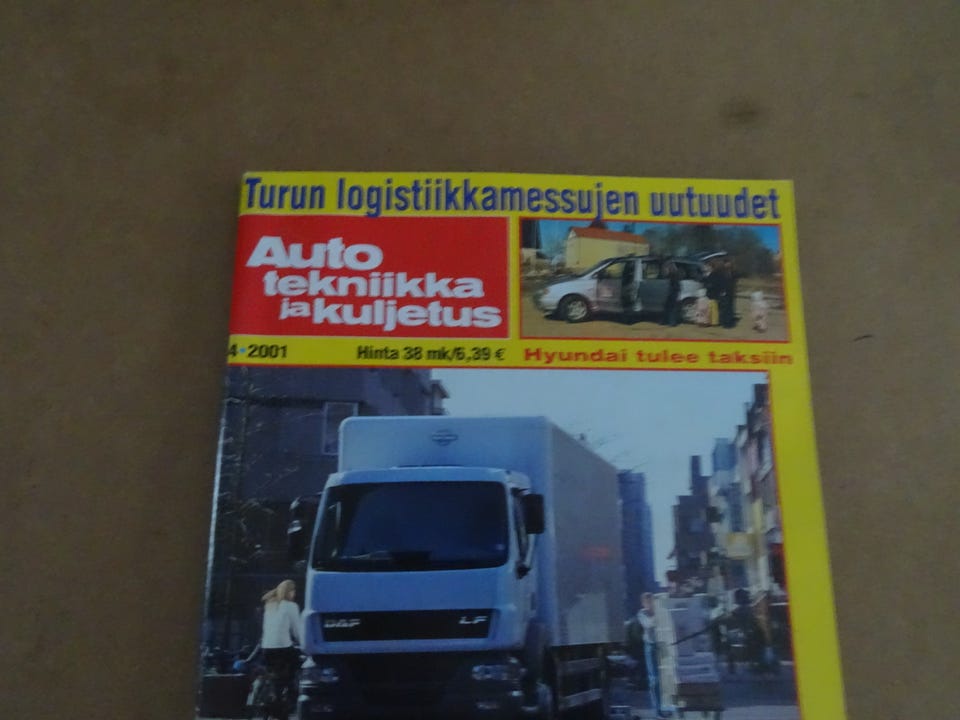 Turun logistiikkamessujen uutuudet
Auto
tekniikka
ja kuljetus
4•2001
Hinta 38 mk/6,39 €
Hyundai tulee taksiin
DAF
LF